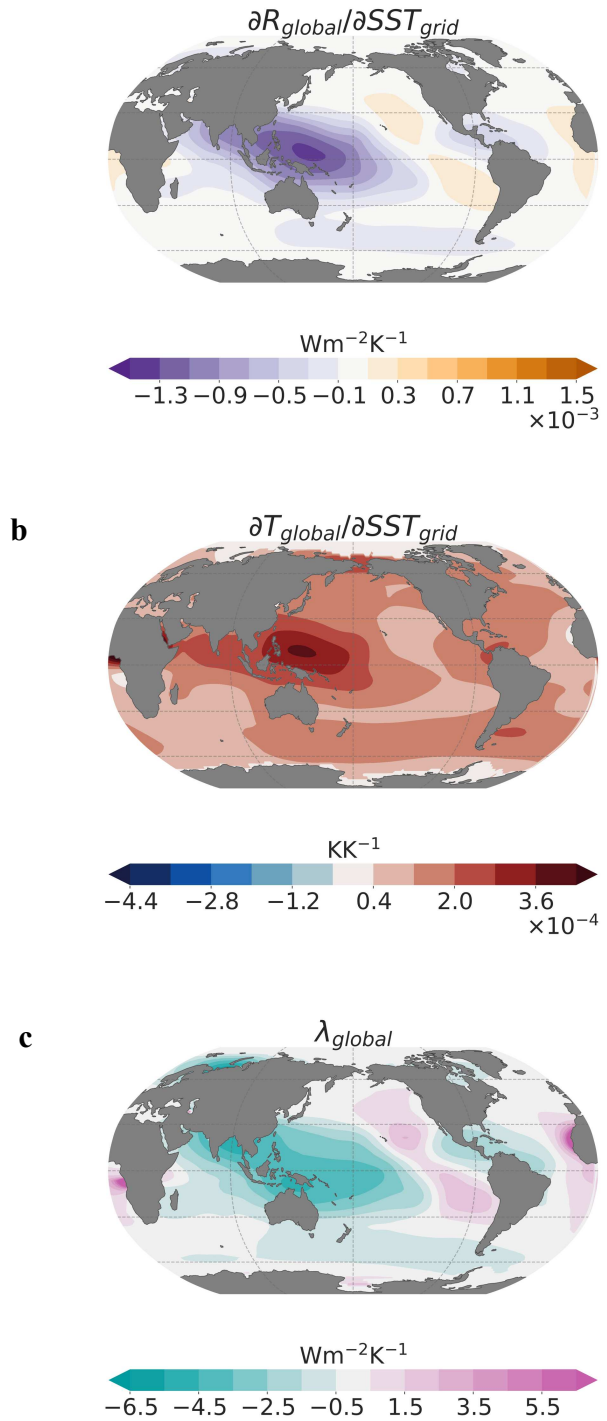 ∂R_global/∂SST_grid
Wm⁻²K⁻¹
−1.3 −0.9 −0.5 −0.1 0.3 0.7 1.1 1.5
×10⁻³
b
∂T_global/∂SST_grid
KK⁻¹
−4.4 −2.8 −1.2 0.4 2.0 3.6
×10⁻⁴
c
λ_global
Wm⁻²K⁻¹
−6.5 −4.5 −2.5 −0.5 1.5 3.5 5.5